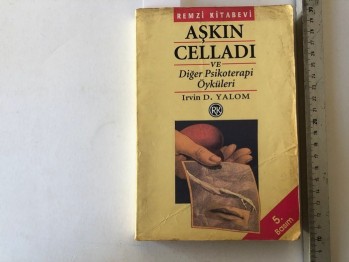 REMZİ KİTABEVİ
AŞKIN
CELLADI
VE
Diğer Psikoterapi
Öyküleri
Irvin D. YALOM
RK
5.
Basım